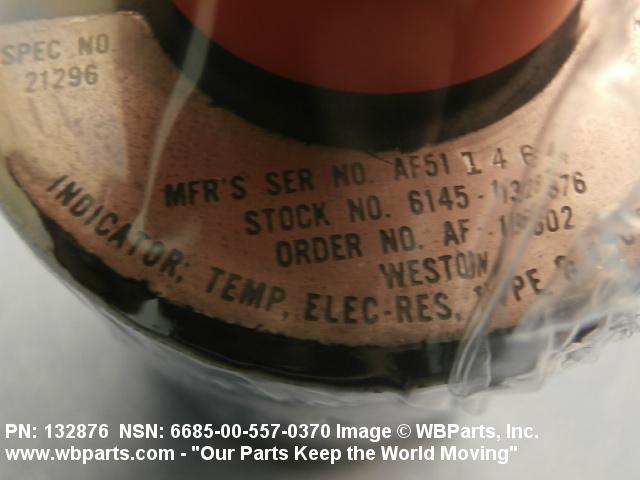 SPEC NO.
21296
MFR'S SER NO. AF51 146
STOCK NO. 6145-
ORDER NO. AF-
WESTON
INDICATOR; TEMP, ELEC-RES,
PN: 132876 NSN: 6685-00-557-0370 Image © WBParts, Inc.
www.wbparts.com - "Our Parts Keep the World Moving"